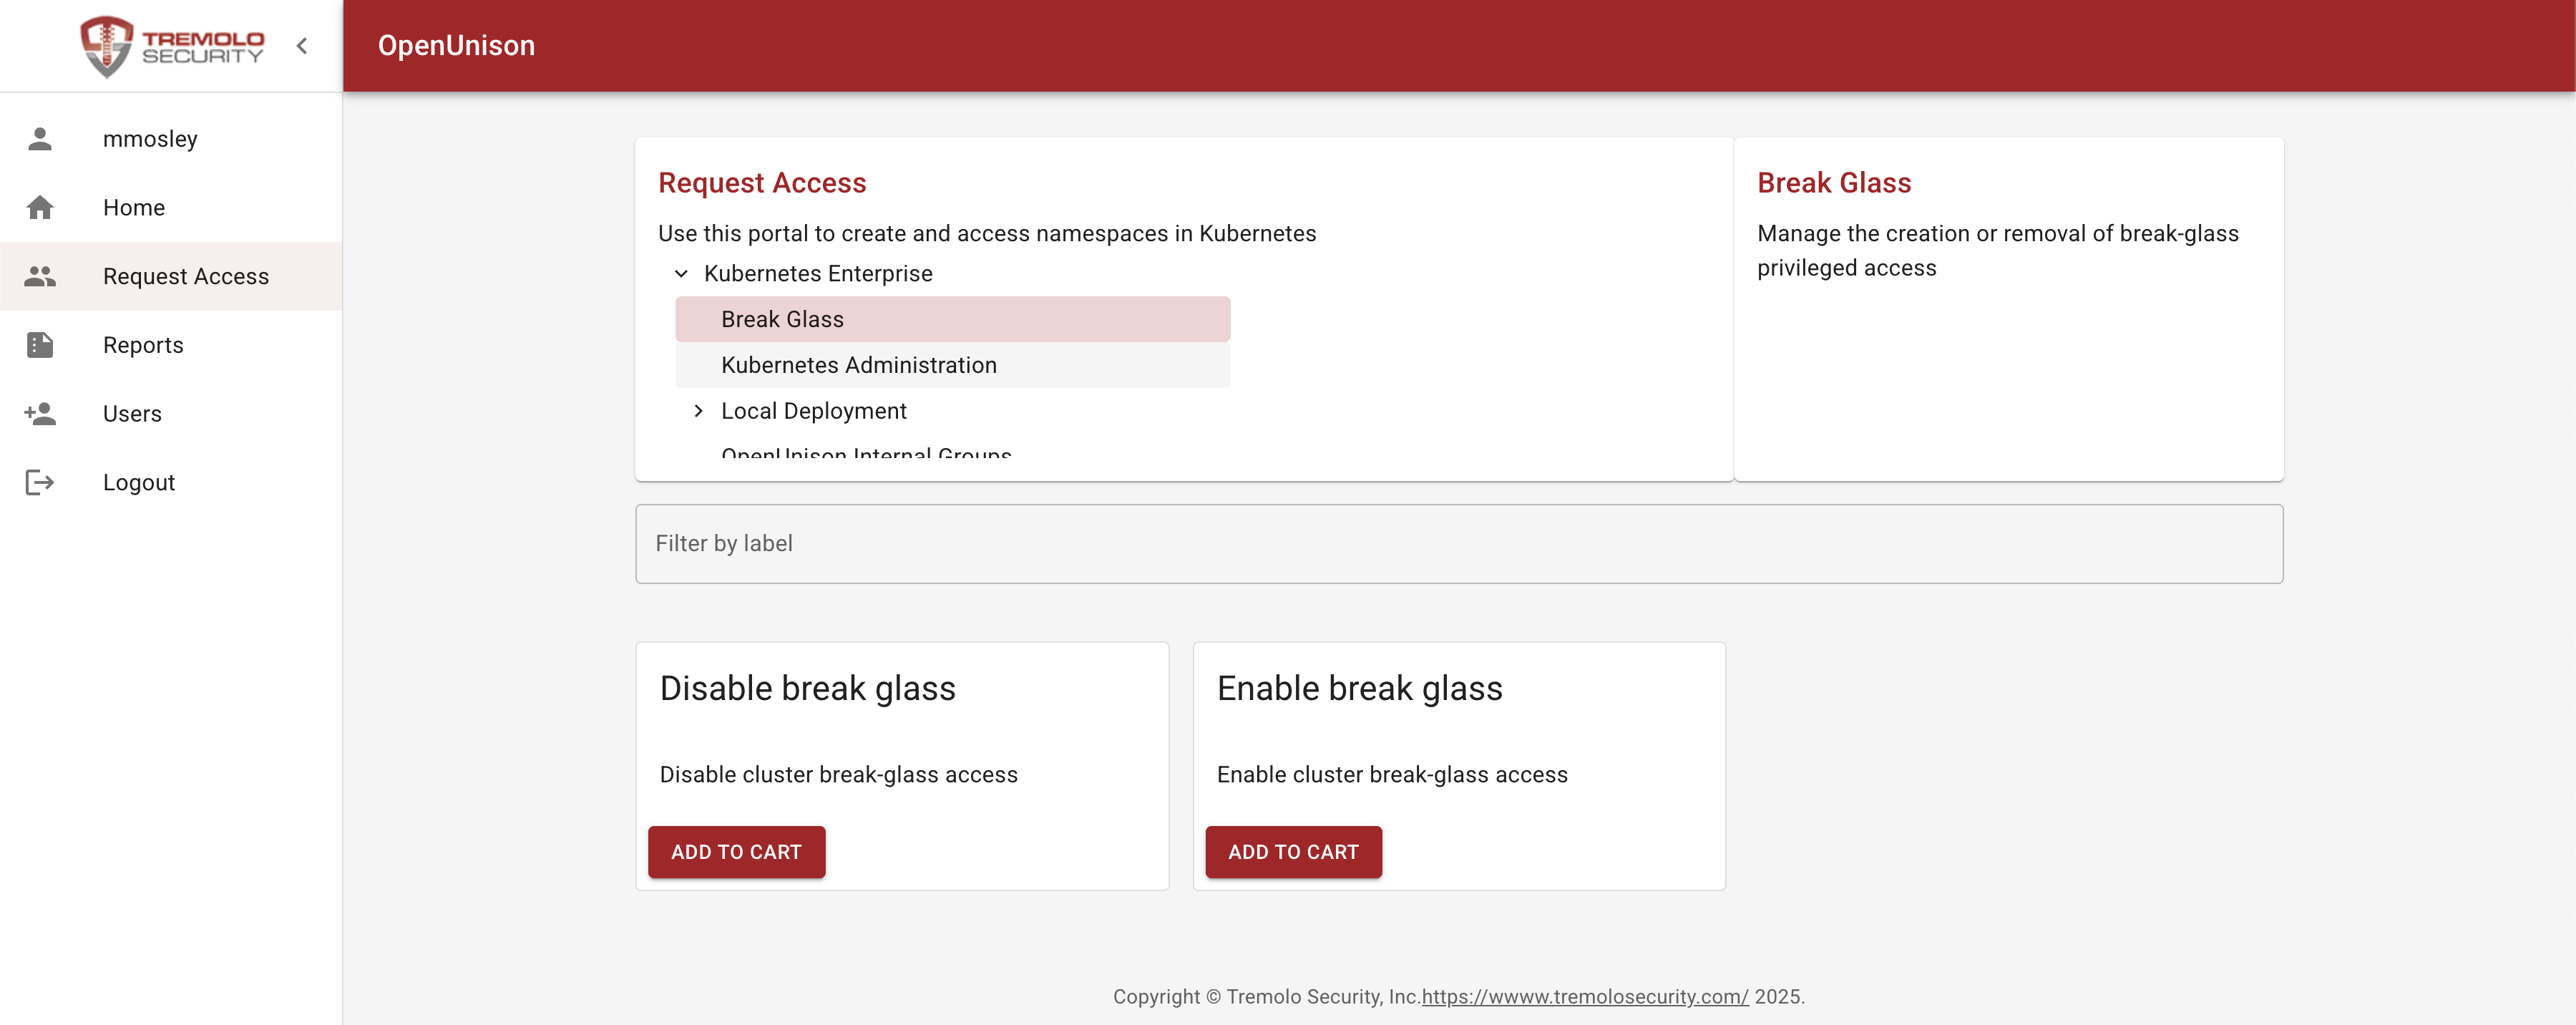 TREMOLO
SECURITY
OpenUnison
mmosley
Home
Request Access
Reports
Users
Logout
Request Access
Use this portal to create and access namespaces in Kubernetes
Kubernetes Enterprise
Break Glass
Kubernetes Administration
Local Deployment
OpenUnison Internal Groups
Break Glass
Manage the creation or removal of break-glass
privileged access
Filter by label
Disable break glass
Disable cluster break-glass access
ADD TO CART
Enable break glass
Enable cluster break-glass access
ADD TO CART
Copyright © Tremolo Security, Inc.https://wwww.tremolosecurity.com/ 2025.